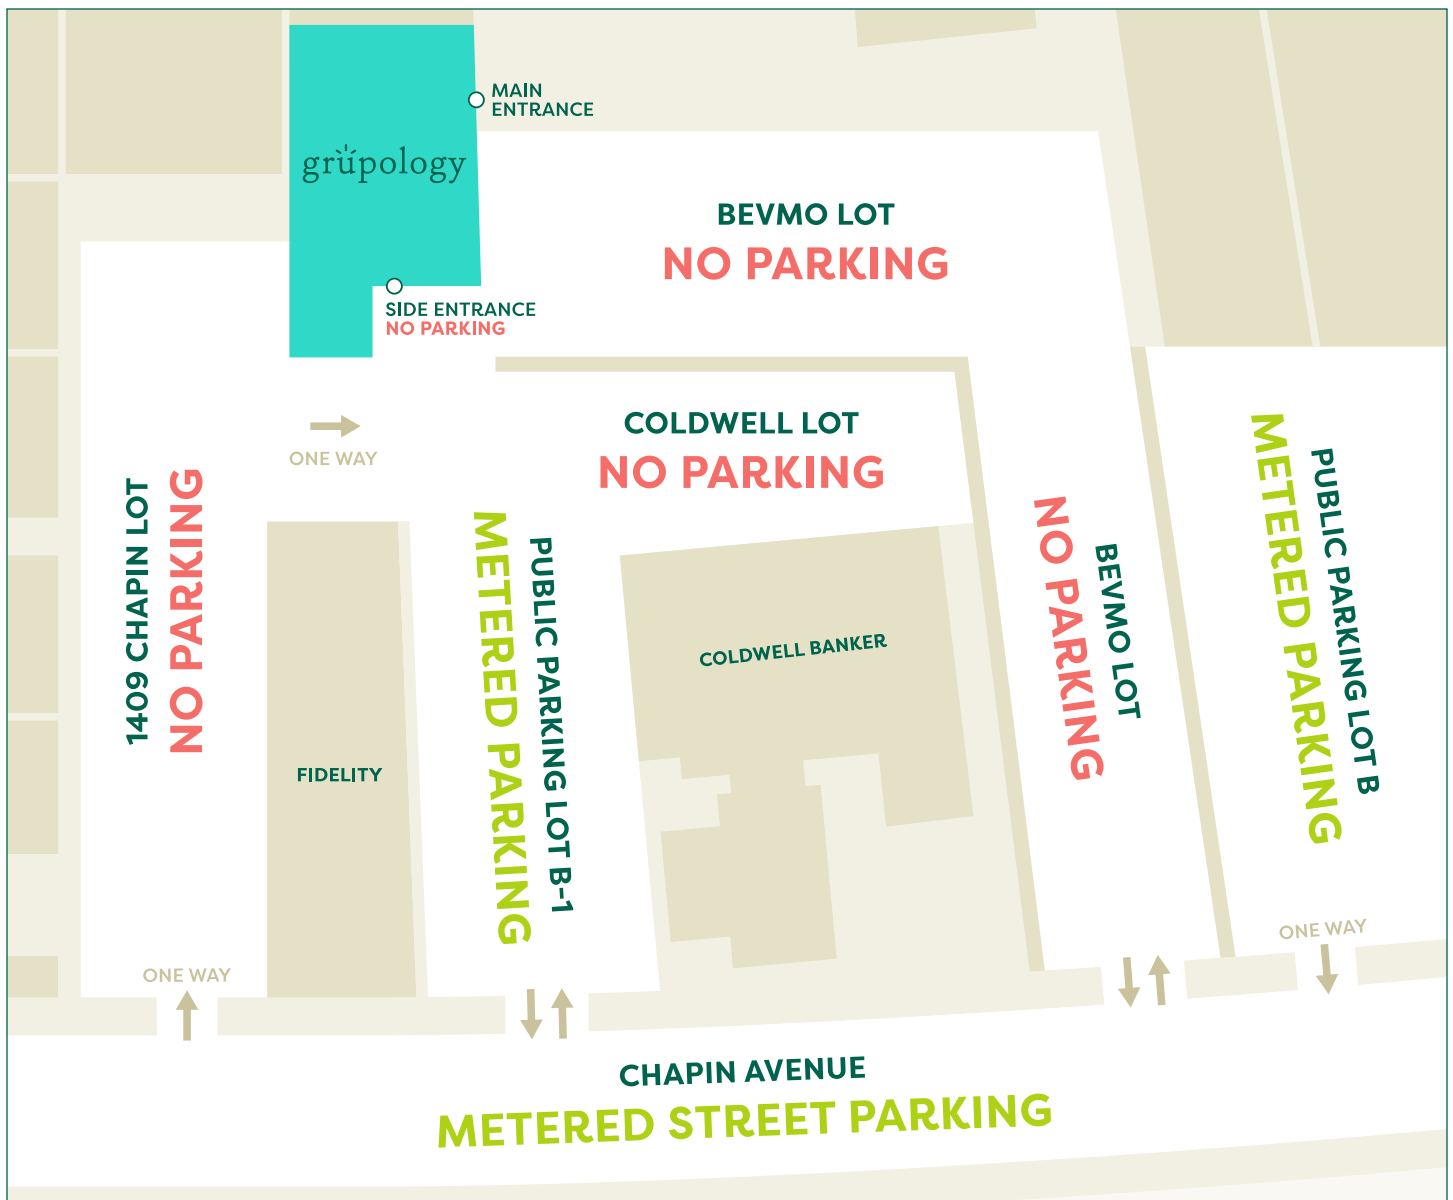 MAIN
ENTRANCE
grüpology
BEVMO LOT
NO PARKING
SIDE ENTRANCE
NO PARKING
ONE WAY
COLDWELL LOT
NO PARKING
1409 CHAPIN LOT
NO PARKING
FIDELITY
PUBLIC PARKING LOT B-1
METERED PARKING
COLDWELL BANKER
BEVMO LOT
NO PARKING
PUBLIC PARKING LOT B
METERED PARKING
ONE WAY
ONE WAY
CHAPIN AVENUE
METERED STREET PARKING